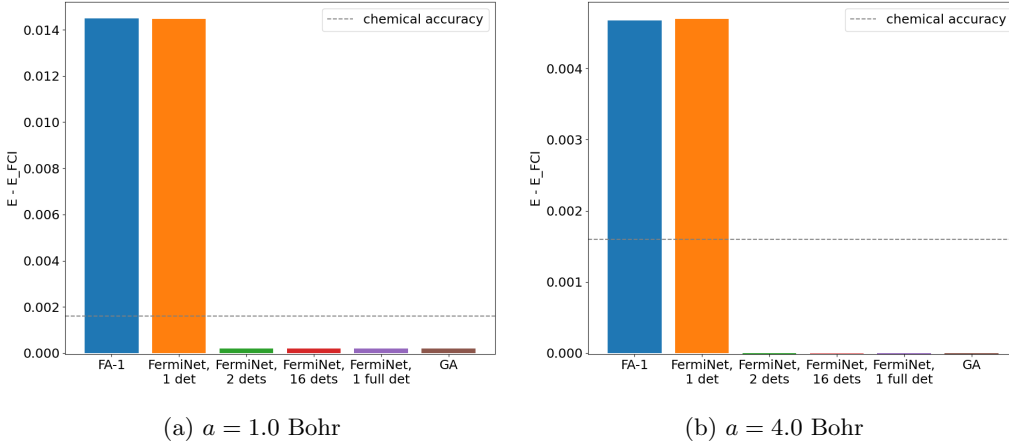 chemical accuracy
0.014
0.012
0.010
0.008
0.006
0.004
0.002
0.000
E - E_FCI
FA-1
FermiNet,
1 det
FermiNet,
2 dets
FermiNet,
16 dets
FermiNet,
1 full det
GA
(a) a = 1.0 Bohr
chemical accuracy
0.004
0.003
0.002
0.001
0.000
E - E_FCI
FA-1
FermiNet,
1 det
FermiNet,
2 dets
FermiNet,
16 dets
FermiNet,
1 full det
GA
(b) a = 4.0 Bohr